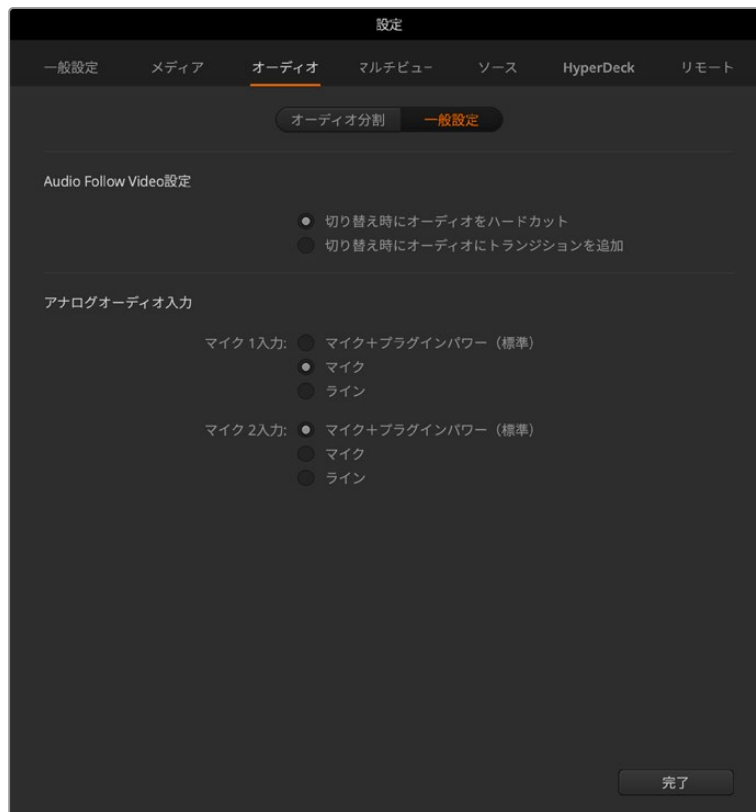 設定
一般設定 メディア オーディオ マルチビュー ソース HyperDeck リモート
オーディオ分割 一般設定
Audio Follow Video設定
切り替え時にオーディオをハードカット
切り替え時にオーディオにトランジションを追加
アナログオーディオ入力
マイク 1入力: マイク+プラグインパワー（標準）
マイク
ライン
マイク 2入力: マイク+プラグインパワー（標準）
マイク
ライン
完了